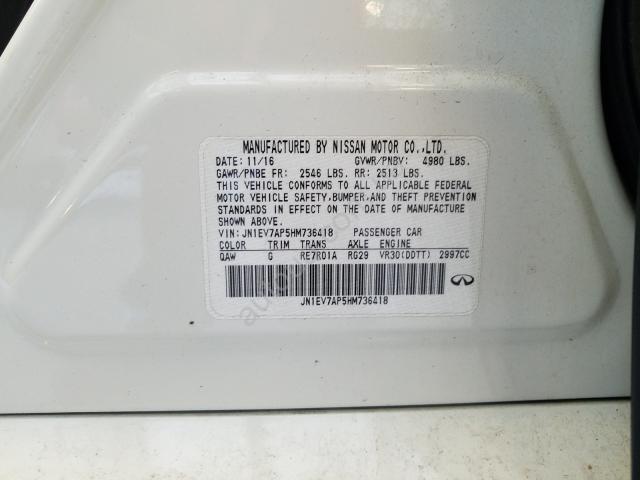 MANUFACTURED BY NISSAN MOTOR CO.,LTD.
DATE: 11/16 GVWR/PNBV: 4980 LBS.
GAWR/PNBE FR: 2546 LBS. RR: 2513 LBS.
THIS VEHICLE CONFORMS TO ALL APPLICABLE FEDERAL
MOTOR VEHICLE SAFETY,BUMPER, AND THEFT PREVENTION
STANDARDS IN EFFECT ON THE DATE OF MANUFACTURE
SHOWN ABOVE.
VIN: JN1EV7AP5HM736418 PASSENGER CAR
COLOR TRIM TRANS AXLE ENGINE
QAW G RE7R01A RG29 VR30(DDTT) 2997CC
JN1EV7AP5HM736418